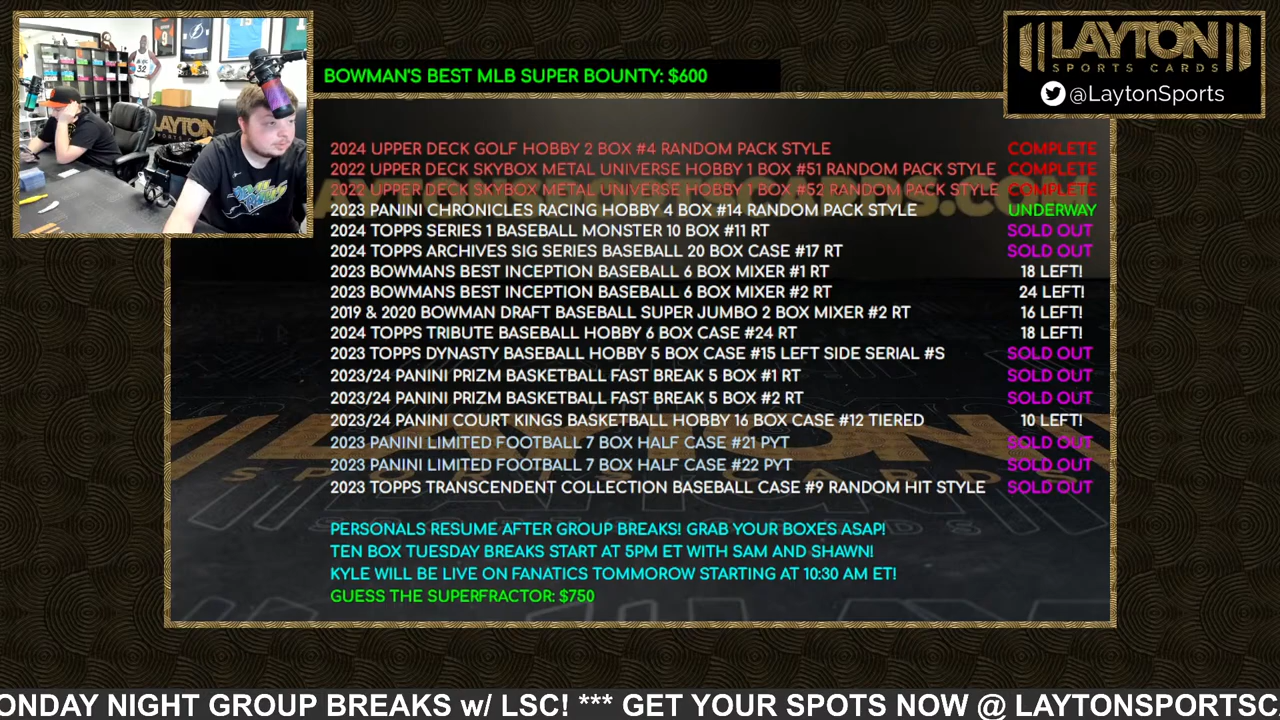 BOWMAN'S BEST MLB SUPER BOUNTY: $600
LAYTON
SPORTS CARDS
@LaytonSports
32
LAYTON
2024 UPPER DECK GOLF HOBBY 2 BOX #4 RANDOM PACK STYLE COMPLETE
2022 UPPER DECK SKYBOX METAL UNIVERSE HOBBY 1 BOX #51 RANDOM PACK STYLE COMPLETE
2022 UPPER DECK SKYBOX METAL UNIVERSE HOBBY 1 BOX #52 RANDOM PACK STYLE COMPLETE
2023 PANINI CHRONICLES RACING HOBBY 4 BOX #14 RANDOM PACK STYLE UNDERWAY
2024 TOPPS SERIES 1 BASEBALL MONSTER 10 BOX #11 RT SOLD OUT
2024 TOPPS ARCHIVES SIG SERIES BASEBALL 20 BOX CASE #17 RT SOLD OUT
2023 BOWMANS BEST INCEPTION BASEBALL 6 BOX MIXER #1 RT 18 LEFT!
2023 BOWMANS BEST INCEPTION BASEBALL 6 BOX MIXER #2 RT 24 LEFT!
2019 & 2020 BOWMAN DRAFT BASEBALL SUPER JUMBO 2 BOX MIXER #2 RT 16 LEFT!
2024 TOPPS TRIBUTE BASEBALL HOBBY 6 BOX CASE #24 RT 18 LEFT!
2023 TOPPS DYNASTY BASEBALL HOBBY 5 BOX CASE #15 LEFT SIDE SERIAL #S SOLD OUT
2023/24 PANINI PRIZM BASKETBALL FAST BREAK 5 BOX #1 RT SOLD OUT
2023/24 PANINI PRIZM BASKETBALL FAST BREAK 5 BOX #2 RT SOLD OUT
2023/24 PANINI COURT KINGS BASKETBALL HOBBY 16 BOX CASE #12 TIERED 10 LEFT!
2023 PANINI LIMITED FOOTBALL 7 BOX HALF CASE #21 PYT SOLD OUT
2023 PANINI LIMITED FOOTBALL 7 BOX HALF CASE #22 PYT SOLD OUT
2023 TOPPS TRANSCENDENT COLLECTION BASEBALL CASE #9 RANDOM HIT STYLE SOLD OUT
PERSONALS RESUME AFTER GROUP BREAKS! GRAB YOUR BOXES ASAP!
TEN BOX TUESDAY BREAKS START AT 5PM ET WITH SAM AND SHAWN!
KYLE WILL BE LIVE ON FANATICS TOMMOROW STARTING AT 10:30 AM ET!
GUESS THE SUPERFRACTOR: $750
ONDAY NIGHT GROUP BREAKS w/ LSC! *** GET YOUR SPOTS NOW @ LAYTONSPORTSC